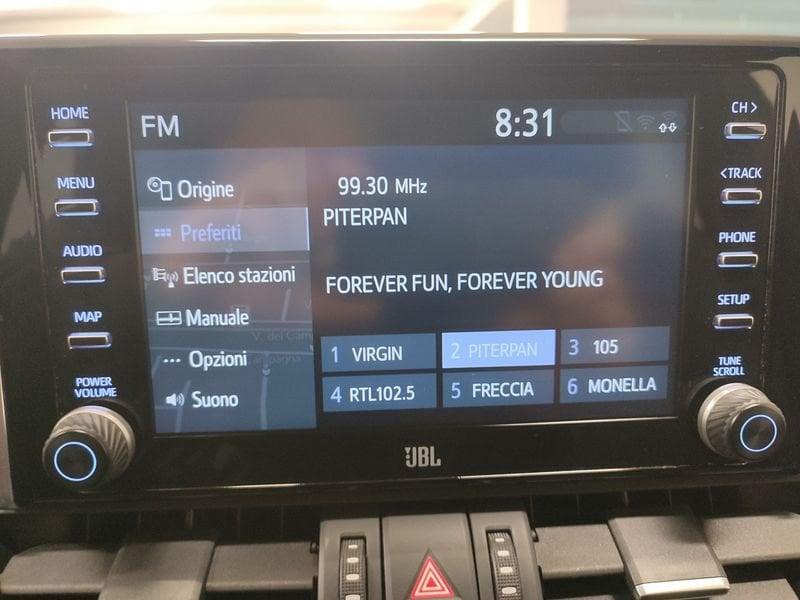 HOME
MENU
AUDIO
MAP
POWER
VOLUME
FM
8:31
Origine
Preferiti
Elenco stazioni
Manuale
Opzioni
Suono
99.30 MHz
PITERPAN
FOREVER FUN, FOREVER YOUNG
1 VIRGIN
2 PITERPAN
3 105
4 RTL102.5
5 FRECCIA
6 MONELLA
CH >
< TRACK
PHONE
SETUP
TUNE
SCROLL
JBL